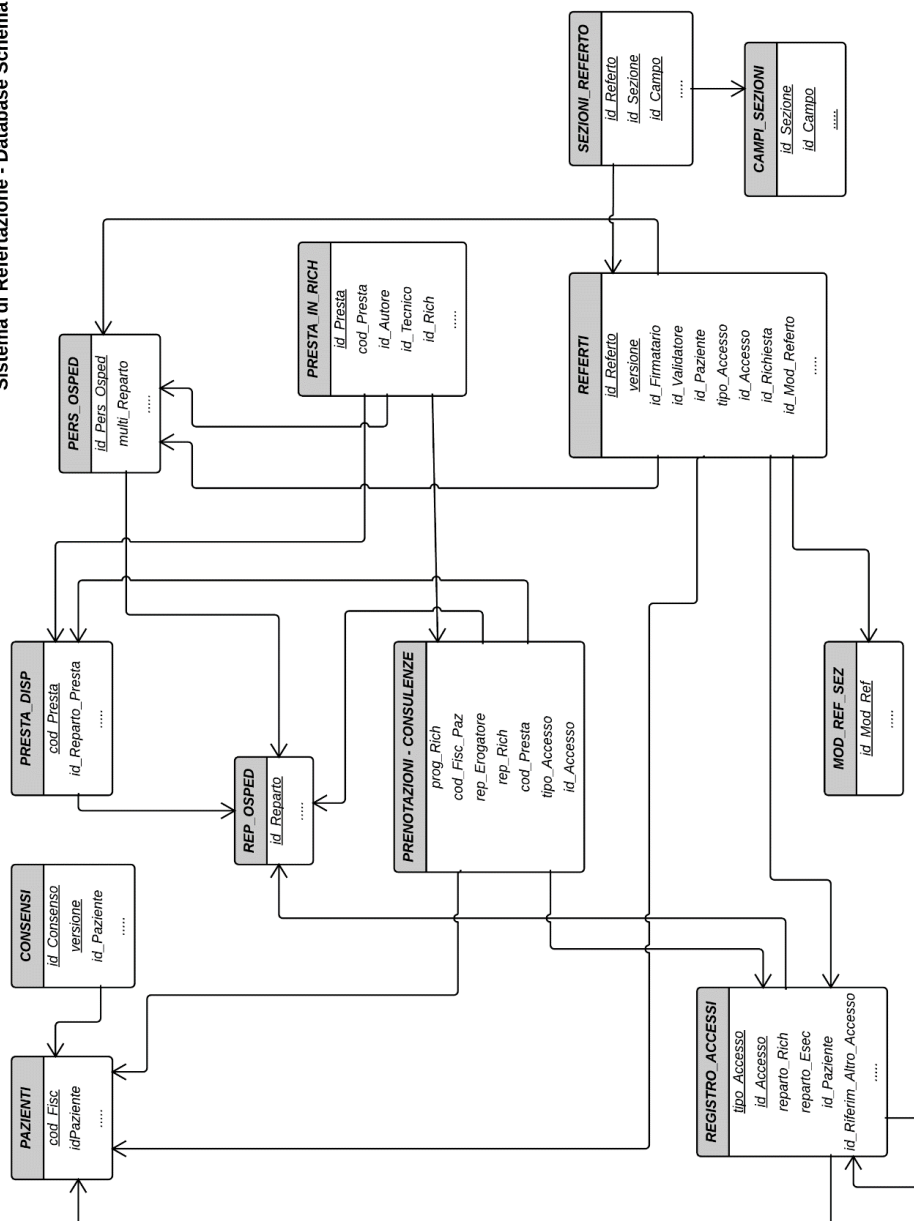 Sistema di Refertazione - Database Schema
PAZIENTI
cod_Fisc
idPaziente
.....
CONSENSI
id_Consenso
versione
id_Paziente
.....
PRESTA_DISP
cod_Presta
id_Reparto_Presta
.....
PERS_OSPED
id_Pers_Osped
multi_Reparto
.....
REP_OSPED
id_Reparto
.....
PRESTA_IN_RICH
id_Presta
cod_Presta
id_Autore
id_Tecnico
id_Rich
.....
PRENOTAZIONI - CONSULENZE
prog_Rich
cod_Fisc_Paz
rep_Erogatore
rep_Rich
cod_Presta
tipo_Accesso
id_Accesso
SEZIONI_REFERTO
id_Referto
id_Sezione
id_Campo
.....
REFERTI
id_Referto
versione
id_Firmatario
id_Validatore
id_Paziente
tipo_Accesso
id_Accesso
id_Richiesta
id_Mod_Referto
.....
CAMPI_SEZIONI
id_Sezione
id_Campo
.....
REGISTRO_ACCESSI
tipo_Accesso
id_Accesso
reparto_Rich
reparto_Esec
id_Paziente
id_Riferim_Altro_Accesso
.....
MOD_REF_SEZ
id_Mod_Ref
.....